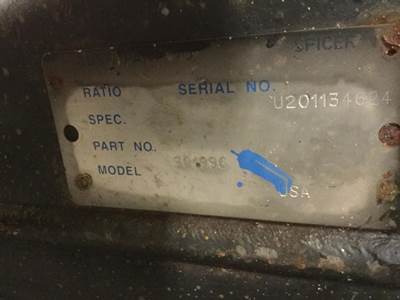 SPICER
RATIO SERIAL NO.
U201134624
SPEC.
PART NO.
MODEL
USA